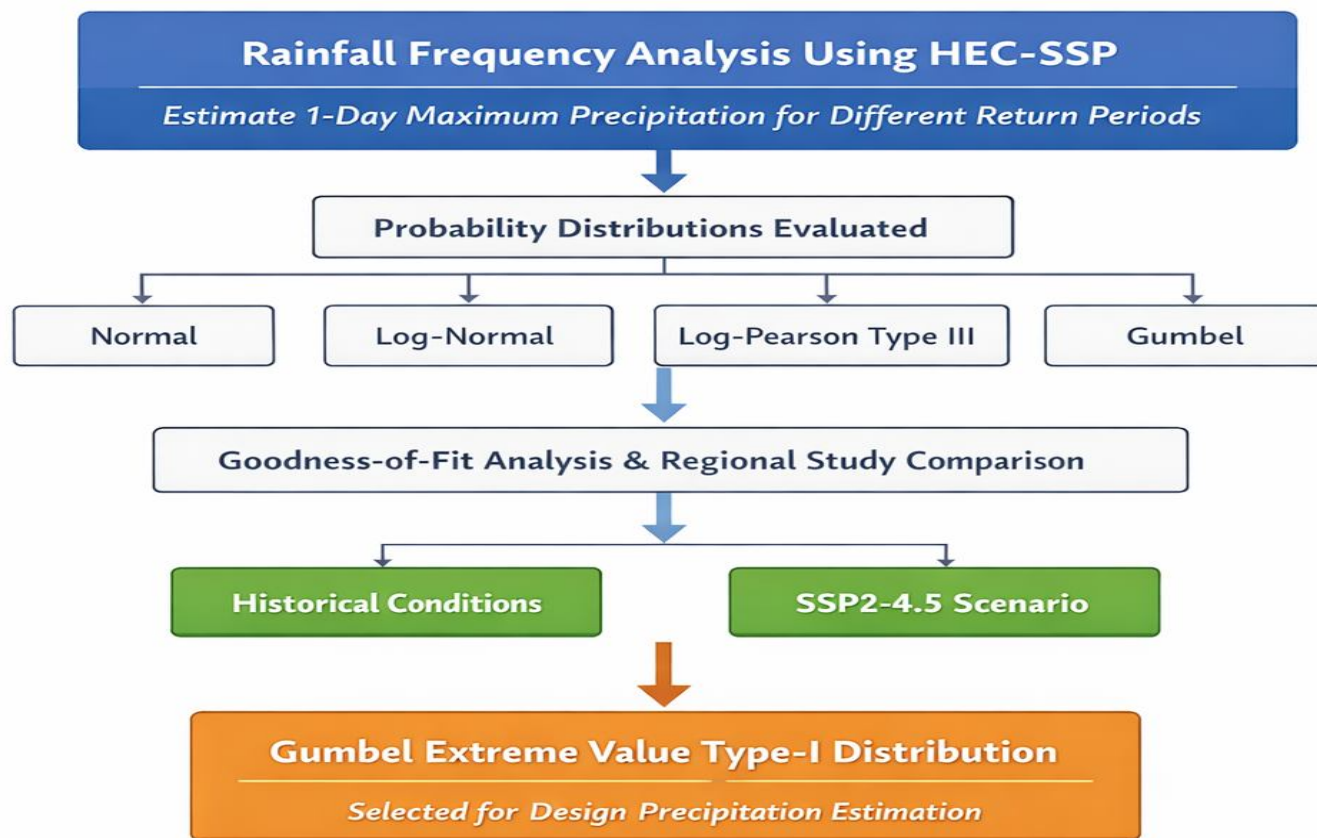 Rainfall Frequency Analysis Using HEC-SSP
Estimate 1-Day Maximum Precipitation for Different Return Periods
Probability Distributions Evaluated
Normal
Log-Normal
Log-Pearson Type III
Gumbel
Goodness-of-Fit Analysis & Regional Study Comparison
Historical Conditions
SSP2-4.5 Scenario
Gumbel Extreme Value Type-I Distribution
Selected for Design Precipitation Estimation